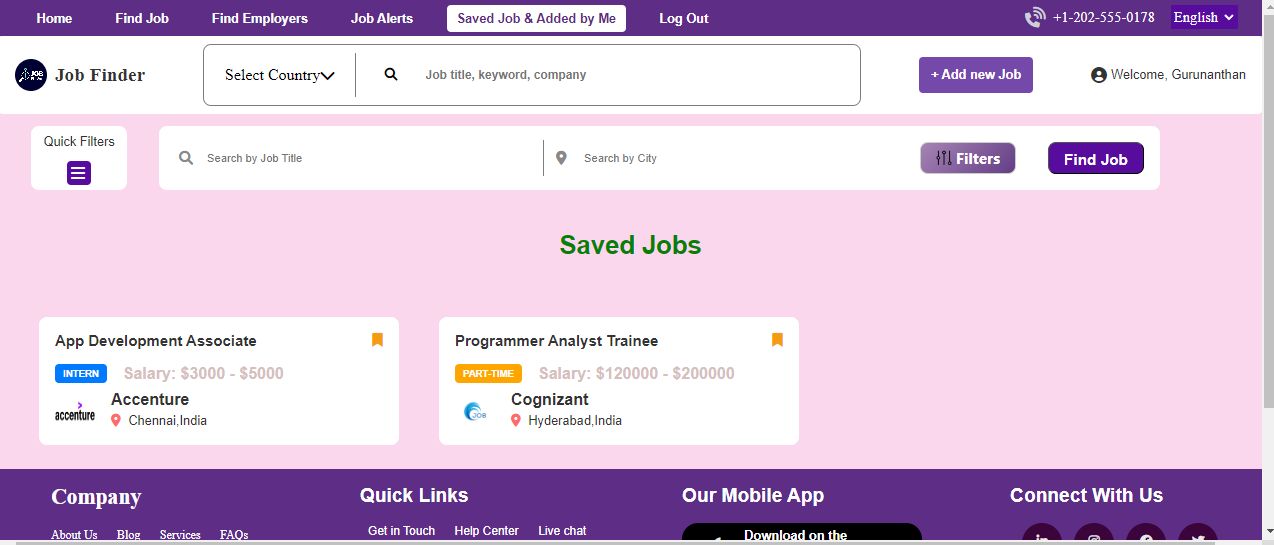 Home Find Job Find Employers Job Alerts Saved Job & Added by Me Log Out +1-202-555-0178 English
JOB
Job Finder Select Country Job title, keyword, company + Add new Job Welcome, Gurunanthan
Quick Filters
Search by Job Title Search by City Filters Find Job
Saved Jobs
App Development Associate
INTERN Salary: $3000 - $5000
accenture
Accenture
Chennai,India
Programmer Analyst Trainee
PART-TIME Salary: $120000 - $200000
JOB
Cognizant
Hyderabad,India
Company
About Us Blog Services FAQs
Quick Links
Get in Touch Help Center Live chat
Our Mobile App
Download on the
Connect With Us